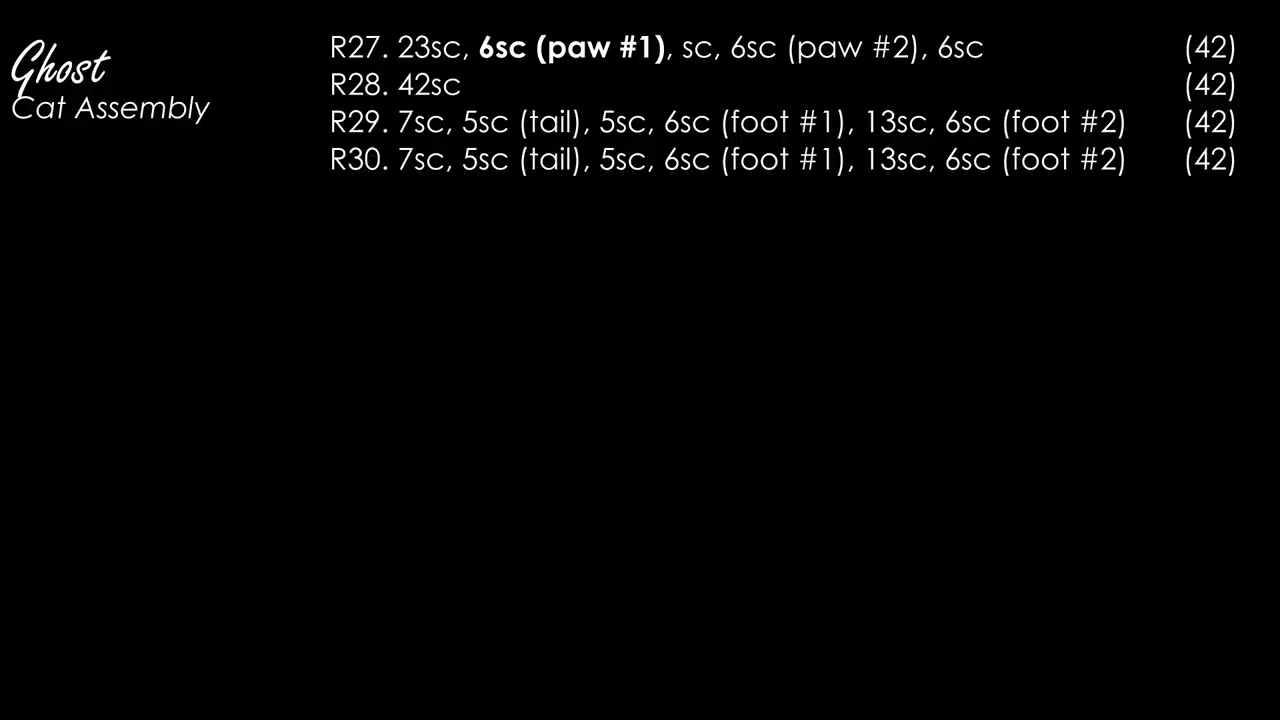 Ghost
Cat Assembly
R27. 23sc, 6sc (paw #1), sc, 6sc (paw #2), 6sc (42)
R28. 42sc (42)
R29. 7sc, 5sc (tail), 5sc, 6sc (foot #1), 13sc, 6sc (foot #2) (42)
R30. 7sc, 5sc (tail), 5sc, 6sc (foot #1), 13sc, 6sc (foot #2) (42)